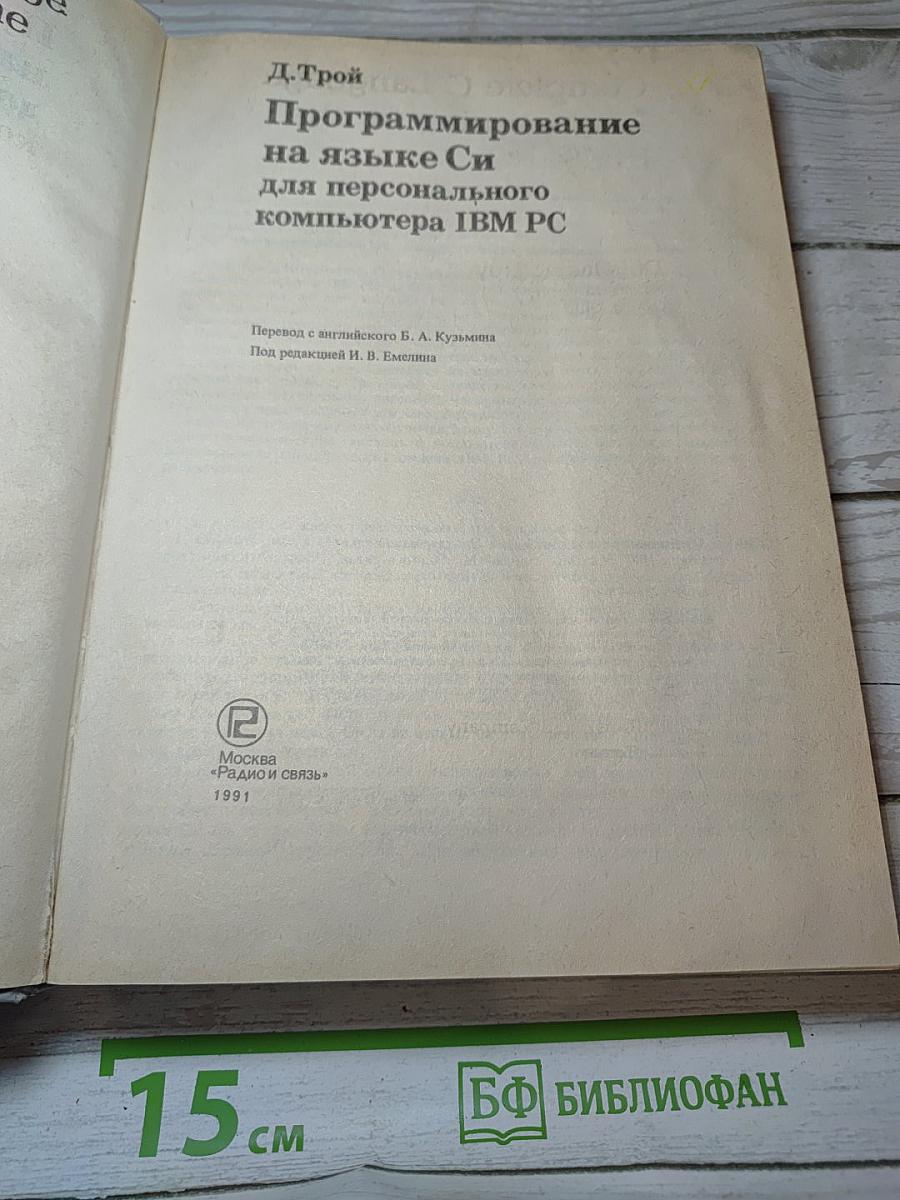 Д.Трой
Программирование
на языке Си
для персонального
компьютера IBM PC
Перевод с английского Б. А. Кузьмина
Под редакцией И. В. Емелина
Москва
«Радио и связь»
1991
15 см
БФ БИБЛИОФАН